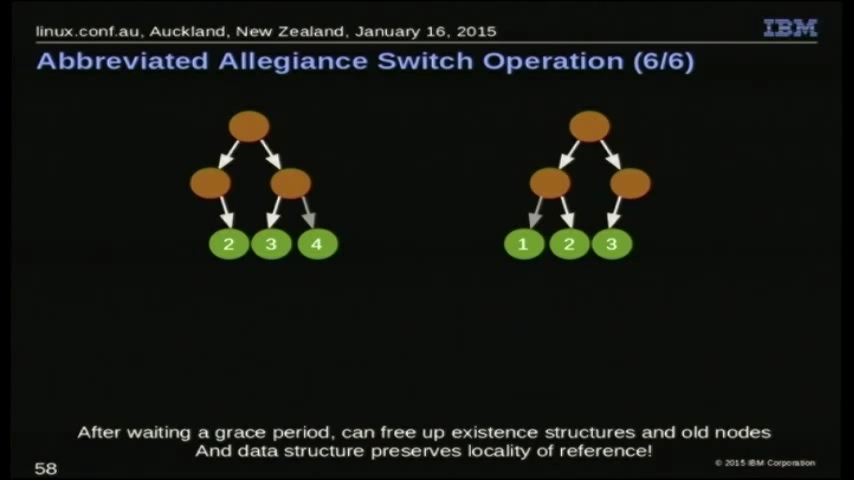 linux.conf.au, Auckland, New Zealand, January 16, 2015
IBM
Abbreviated Allegiance Switch Operation (6/6)
2 3 4
1 2 3
After waiting a grace period, can free up existence structures and old nodes
And data structure preserves locality of reference!
58
© 2015 IBM Corporation